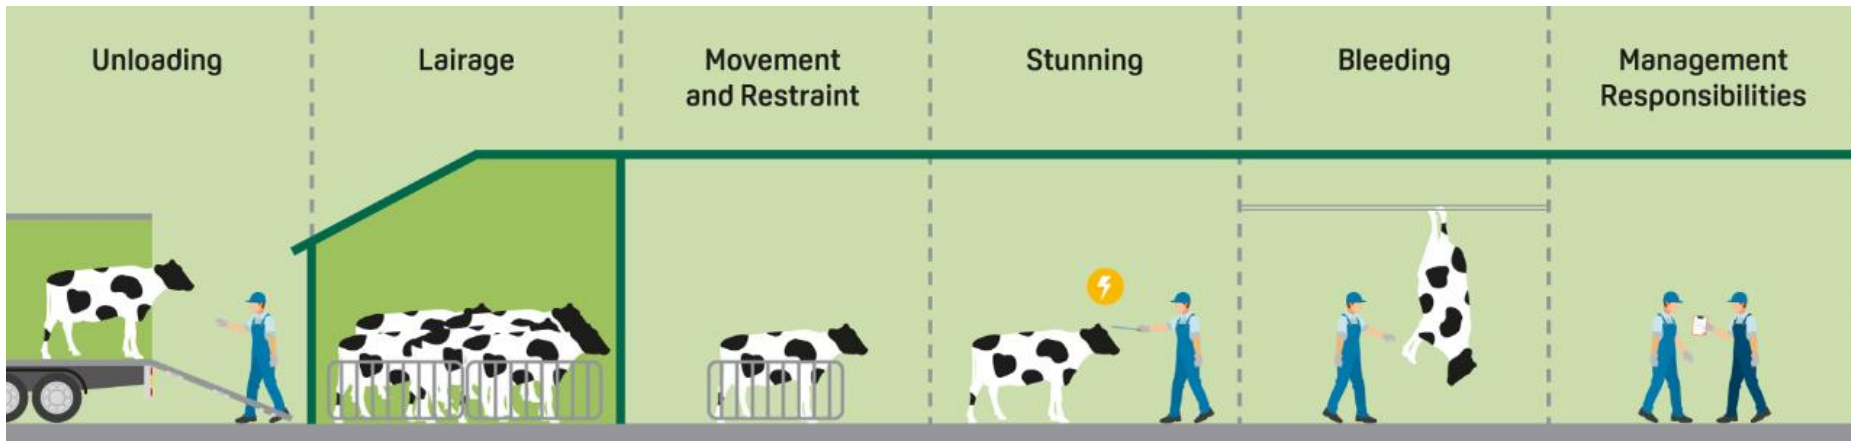 Unloading
Lairage
Movement
and Restraint
Stunning
Bleeding
Management
Responsibilities